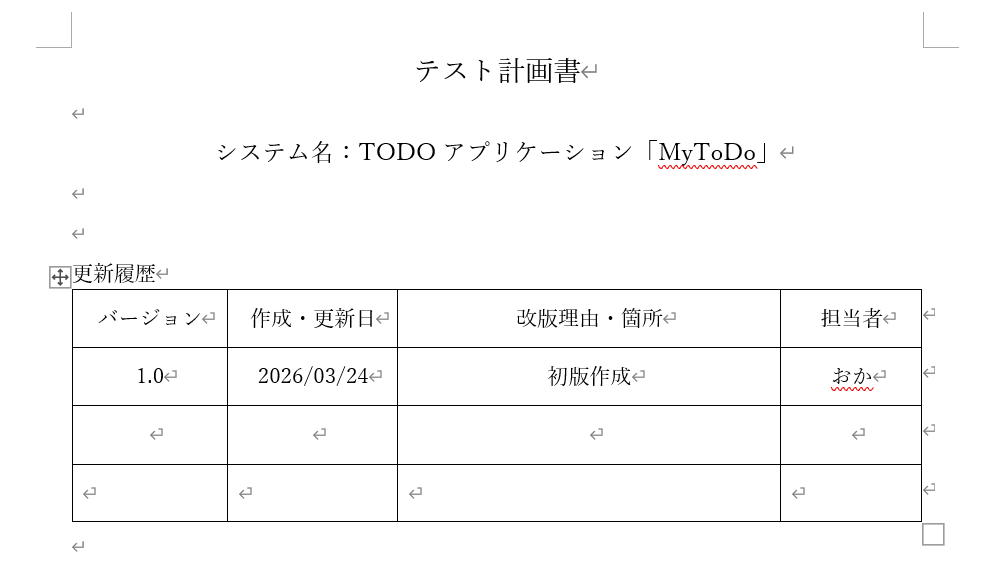 テスト計画書
システム名：TODO アプリケーション「MyToDo」
更新履歴
バージョン 作成・更新日 改版理由・箇所 担当者
1.0 2026/03/24 初版作成 おか